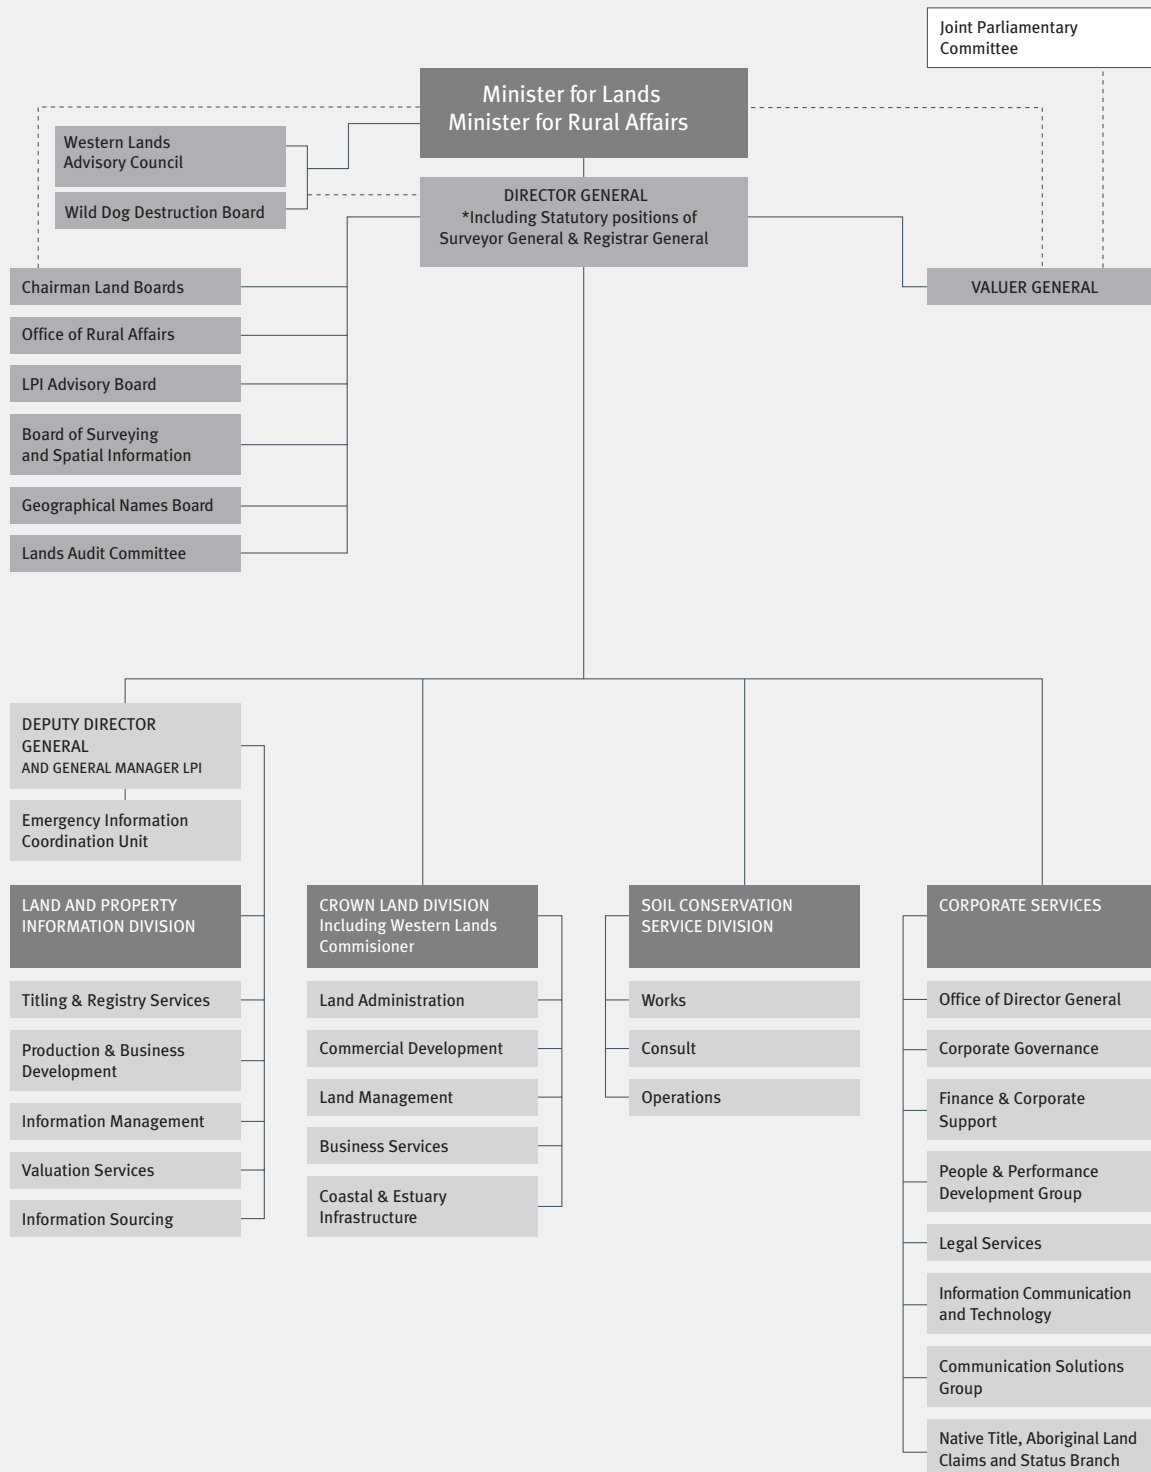 Joint Parliamentary
Committee
Minister for Lands
Minister for Rural Affairs
Western Lands
Advisory Council
Wild Dog Destruction Board
DIRECTOR GENERAL
*Including Statutory positions of
Surveyor General & Registrar General
Chairman Land Boards
VALUER GENERAL
Office of Rural Affairs
LPI Advisory Board
Board of Surveying
and Spatial Information
Geographical Names Board
Lands Audit Committee
DEPUTY DIRECTOR
GENERAL
AND GENERAL MANAGER LPI
Emergency Information
Coordination Unit
LAND AND PROPERTY
INFORMATION DIVISION
Titling & Registry Services
Production & Business
Development
Information Management
Valuation Services
Information Sourcing
CROWN LAND DIVISION
Including Western Lands
Commisioner
Land Administration
Commercial Development
Land Management
Business Services
Coastal & Estuary
Infrastructure
SOIL CONSERVATION
SERVICE DIVISION
Works
Consult
Operations
CORPORATE SERVICES
Office of Director General
Corporate Governance
Finance & Corporate
Support
People & Performance
Development Group
Legal Services
Information Communication
and Technology
Communication Solutions
Group
Native Title, Aboriginal Land
Claims and Status Branch